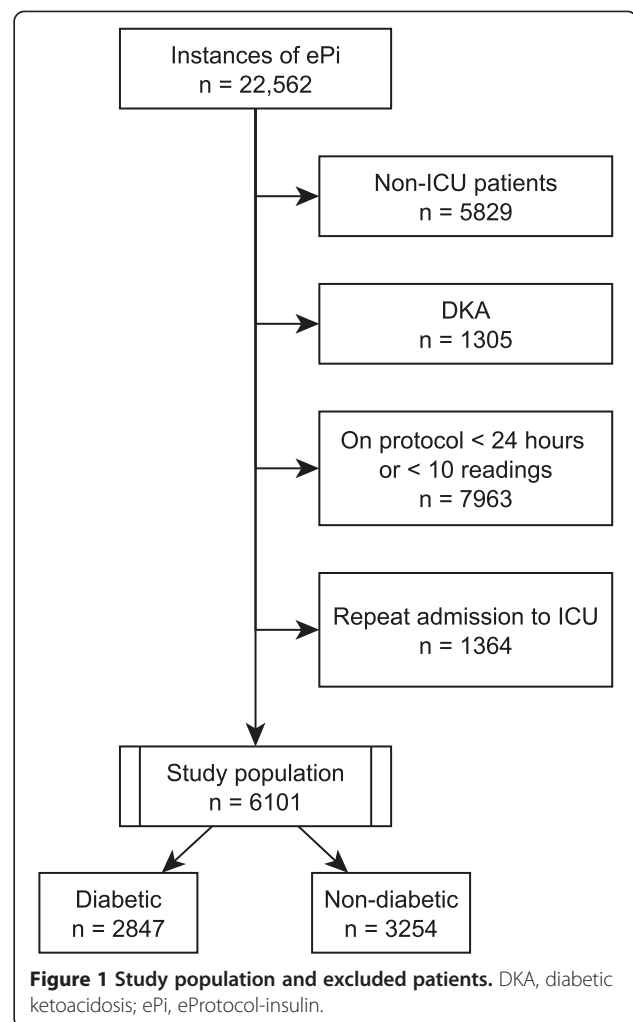 Instances of ePi
n = 22,562
Non-ICU patients
n = 5829
DKA
n = 1305
On protocol < 24 hours
or < 10 readings
n = 7963
Repeat admission to ICU
n = 1364
Study population
n = 6101
Diabetic
n = 2847
Non-diabetic
n = 3254
Figure 1 Study population and excluded patients. DKA, diabetic
ketoacidosis; ePi, eProtocol-insulin.